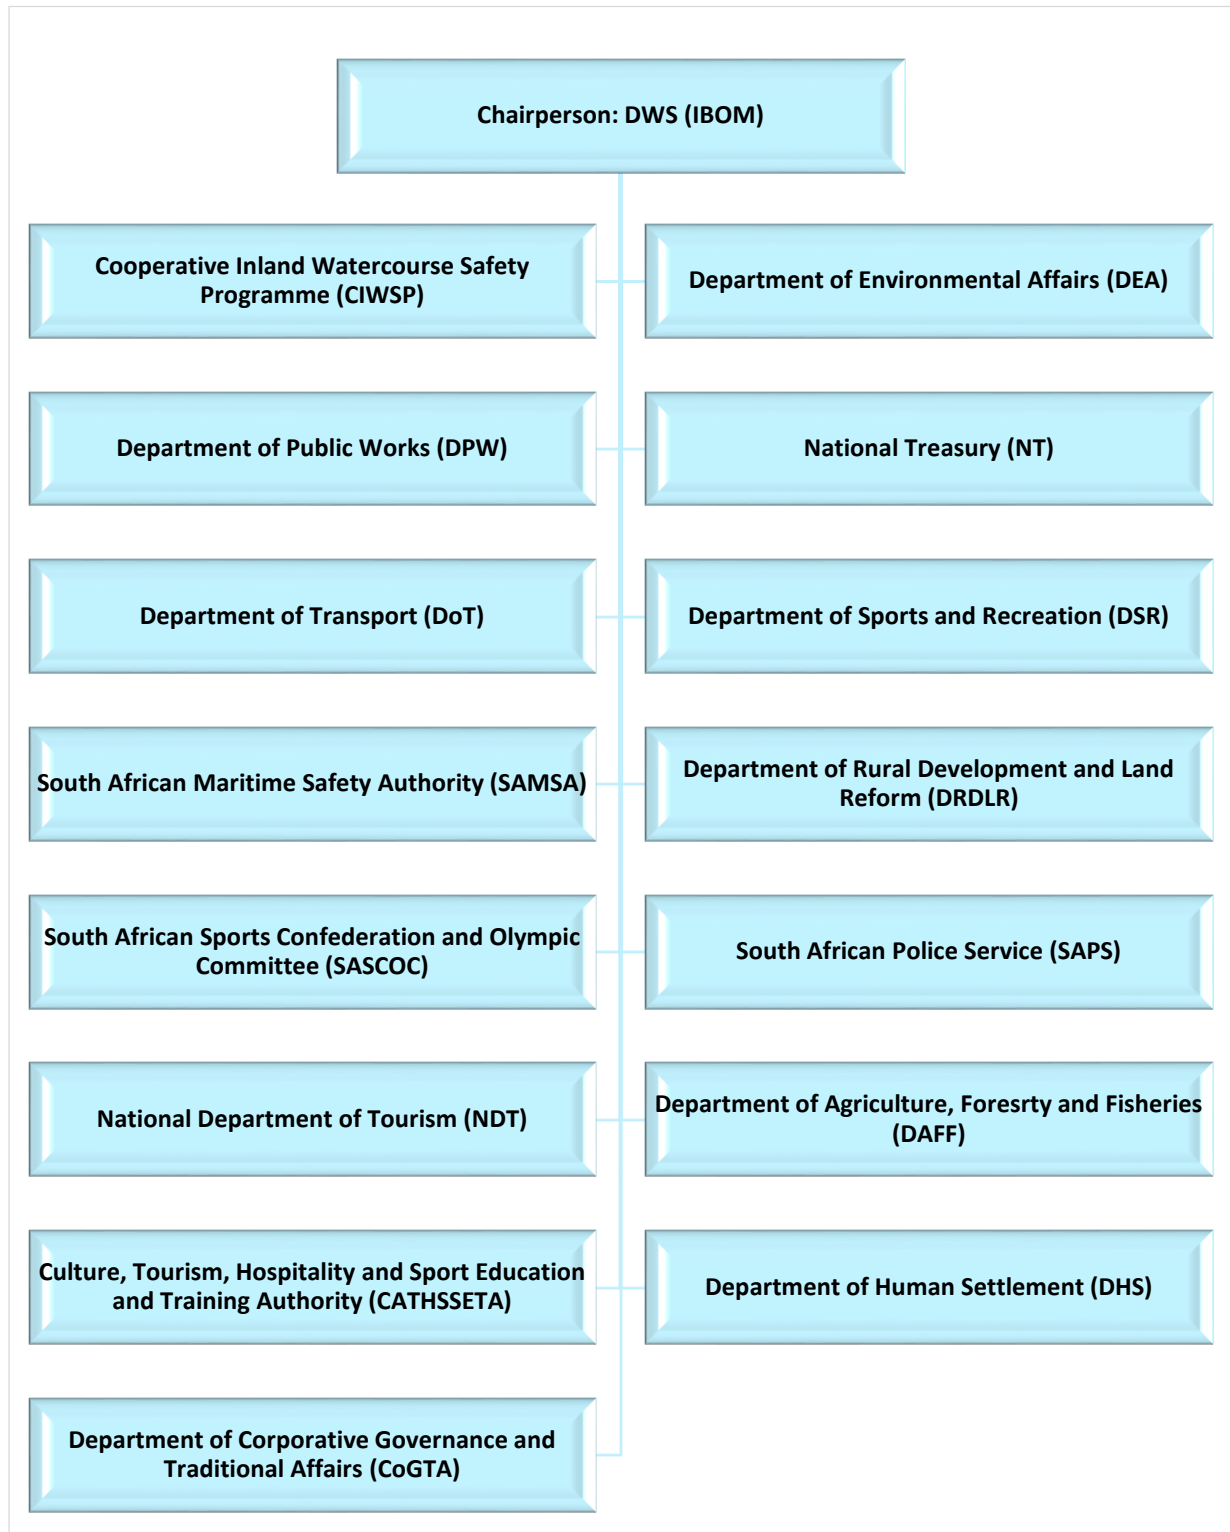 Chairperson: DWS (IBOM)
Cooperative Inland Watercourse Safety
Programme (CIWSP)
Department of Environmental Affairs (DEA)
Department of Public Works (DPW)
National Treasury (NT)
Department of Transport (DoT)
Department of Sports and Recreation (DSR)
South African Maritime Safety Authority (SAMSA)
Department of Rural Development and Land
Reform (DRDLR)
South African Sports Confederation and Olympic
Committee (SASCOC)
South African Police Service (SAPS)
National Department of Tourism (NDT)
Department of Agriculture, Foresrty and Fisheries
(DAFF)
Culture, Tourism, Hospitality and Sport Education
and Training Authority (CATHSSETA)
Department of Human Settlement (DHS)
Department of Corporative Governance and
Traditional Affairs (CoGTA)